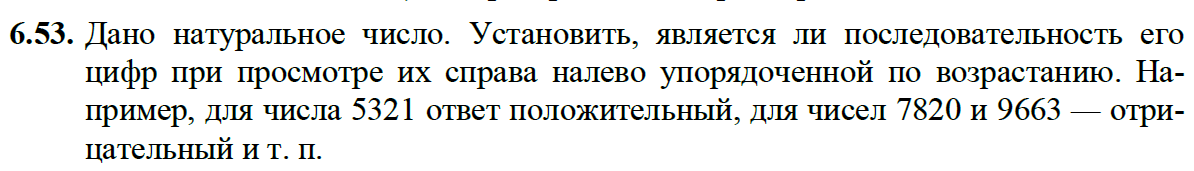 6.53. Дано натуральное число. Установить, является ли последовательность его
цифр при просмотре их справа налево упорядоченной по возрастанию. На-
пример, для числа 5321 ответ положительный, для чисел 7820 и 9663 — отри-
цательный и т. п.